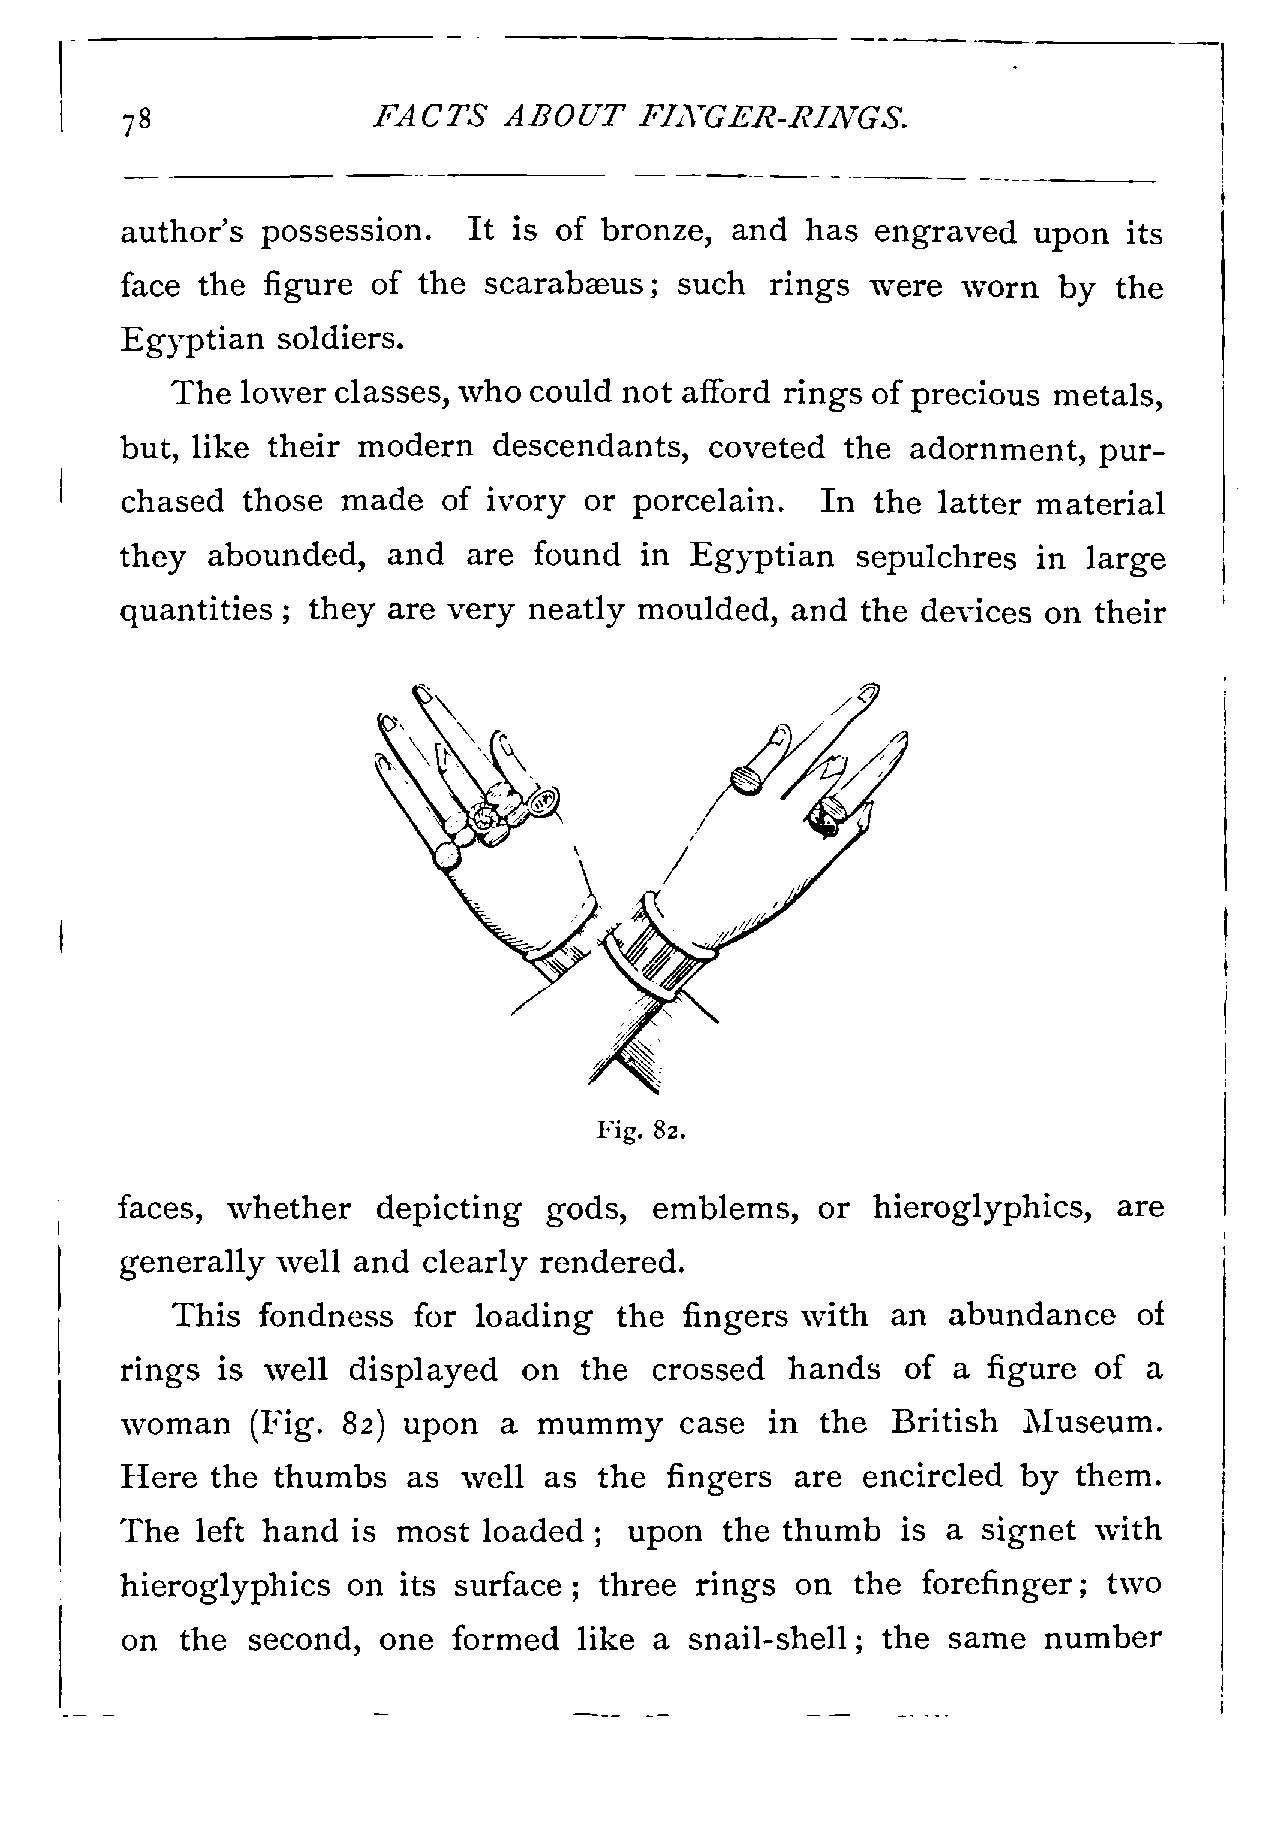 78 FACTS ABOUT FINGER-RINGS.
author's possession. It is of bronze, and has engraved upon its
face the figure of the scarabæus; such rings were worn by the
Egyptian soldiers.
The lower classes, who could not afford rings of precious metals,
but, like their modern descendants, coveted the adornment, pur-
chased those made of ivory or porcelain. In the latter material
they abounded, and are found in Egyptian sepulchres in large
quantities; they are very neatly moulded, and the devices on their
Fig. 82.
faces, whether depicting gods, emblems, or hieroglyphics, are
generally well and clearly rendered.
This fondness for loading the fingers with an abundance of
rings is well displayed on the crossed hands of a figure of a
woman (Fig. 82) upon a mummy case in the British Museum.
Here the thumbs as well as the fingers are encircled by them.
The left hand is most loaded; upon the thumb is a signet with
hieroglyphics on its surface; three rings on the forefinger; two
on the second, one formed like a snail-shell; the same number